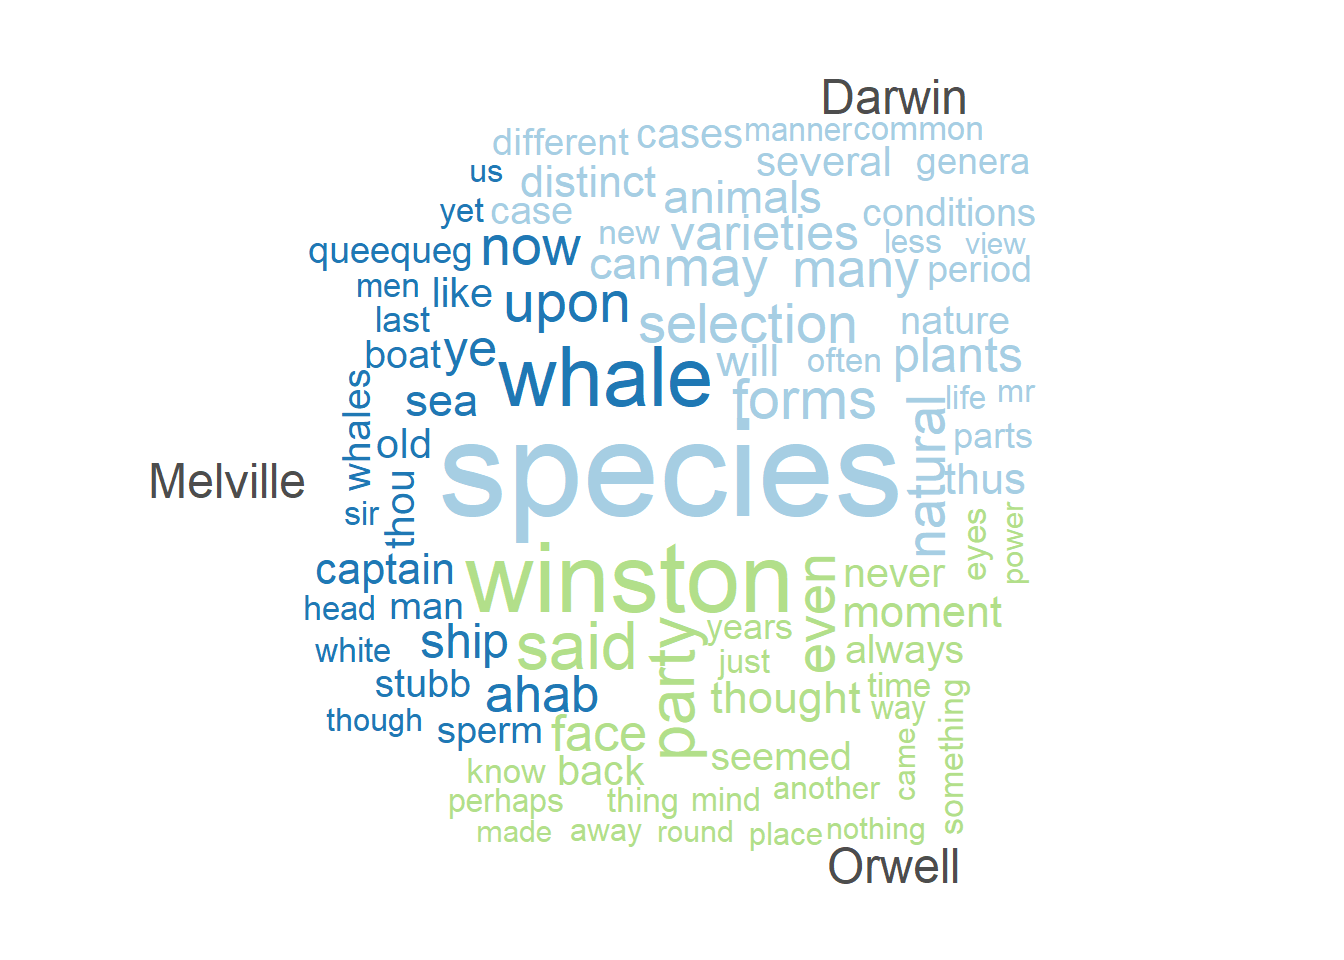 Darwin
different cases manner common
us distinct several genera
yet case animals conditions
queequeg now new varieties less view
men like can may many period
last upon selection nature
boat ye whale will often plants
whales sea forms natural life mr
old species parts
Melville thus
sir thou eyes power
captain winston even never
head man moment
white ship said party years always
stubb ahab just thought time
though sperm face way something
know back seemed came
perhaps thing mind another
made away round place nothing
Orwell